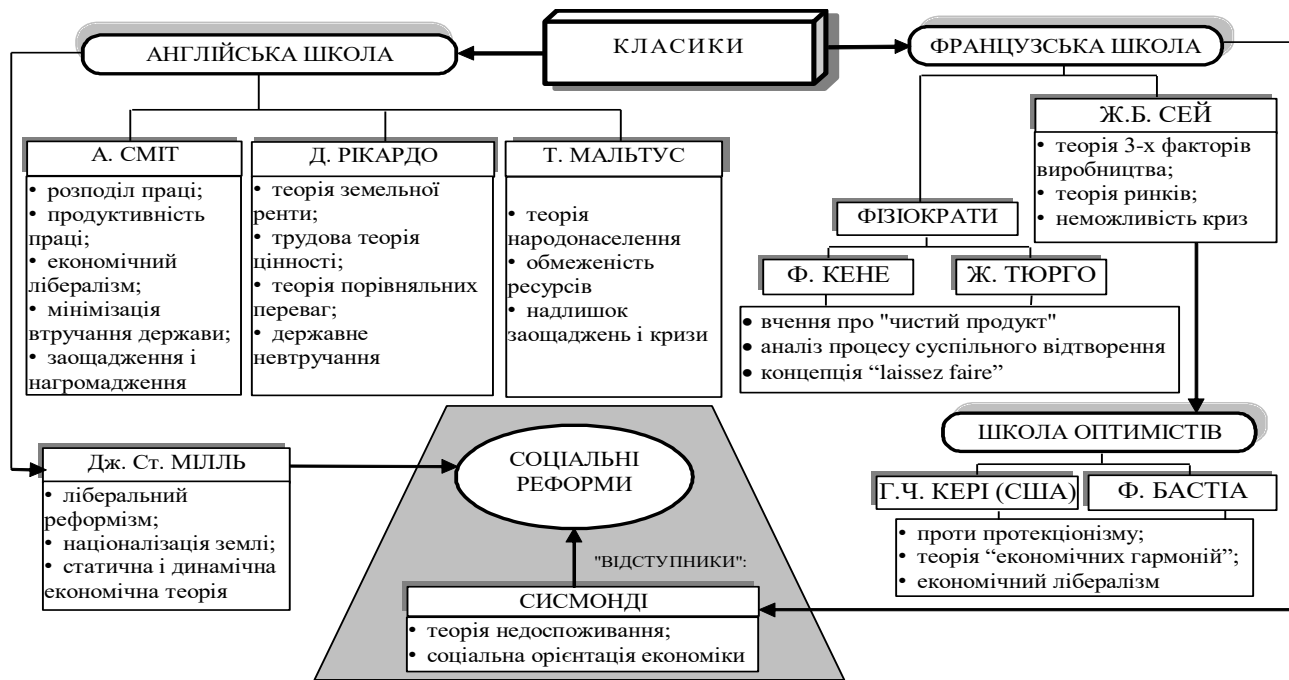 КЛАСИКИ
АНГЛІЙСЬКА ШКОЛА
ФРАНЦУЗСЬКА ШКОЛА
А. СМІТ
• розподіл праці;
• продуктивність
праці;
• економічний
лібералізм;
• мінімізація
втручання держави;
• заощадження і
нагромадження
Д. РІКАРДО
• теорія земельної
ренти;
• трудова теорія
цінності;
• теорія порівняльних
переваг;
• державне
невтручання
Т. МАЛЬТУС
• теорія
народонаселення
• обмеженість
ресурсів
• надлишок
заощаджень і кризи
Ж.Б. СЕЙ
• теорія 3-х факторів
виробництва;
• теорія ринків;
• неможливість криз
ФІЗІОКРАТИ
Ф. КЕНЕ
Ж. ТЮРГО
• вчення про "чистий продукт"
• аналіз процесу суспільного відтворення
• концепція “laissez faire”
ШКОЛА ОПТИМІСТІВ
Г.Ч. КЕРІ (США)
Ф. БАСТІА
• проти протекціонізму;
• теорія “економічних гармоній”;
• економічний лібералізм
Дж. Ст. МІЛЛЬ
• ліберальний
реформізм;
• націоналізація землі;
• статична і динамічна
економічна теорія
СОЦІАЛЬНІ
РЕФОРМИ
"ВІДСТУПНИКИ":
СИСМОНДІ
• теорія недоспоживання;
• соціальна орієнтація економіки